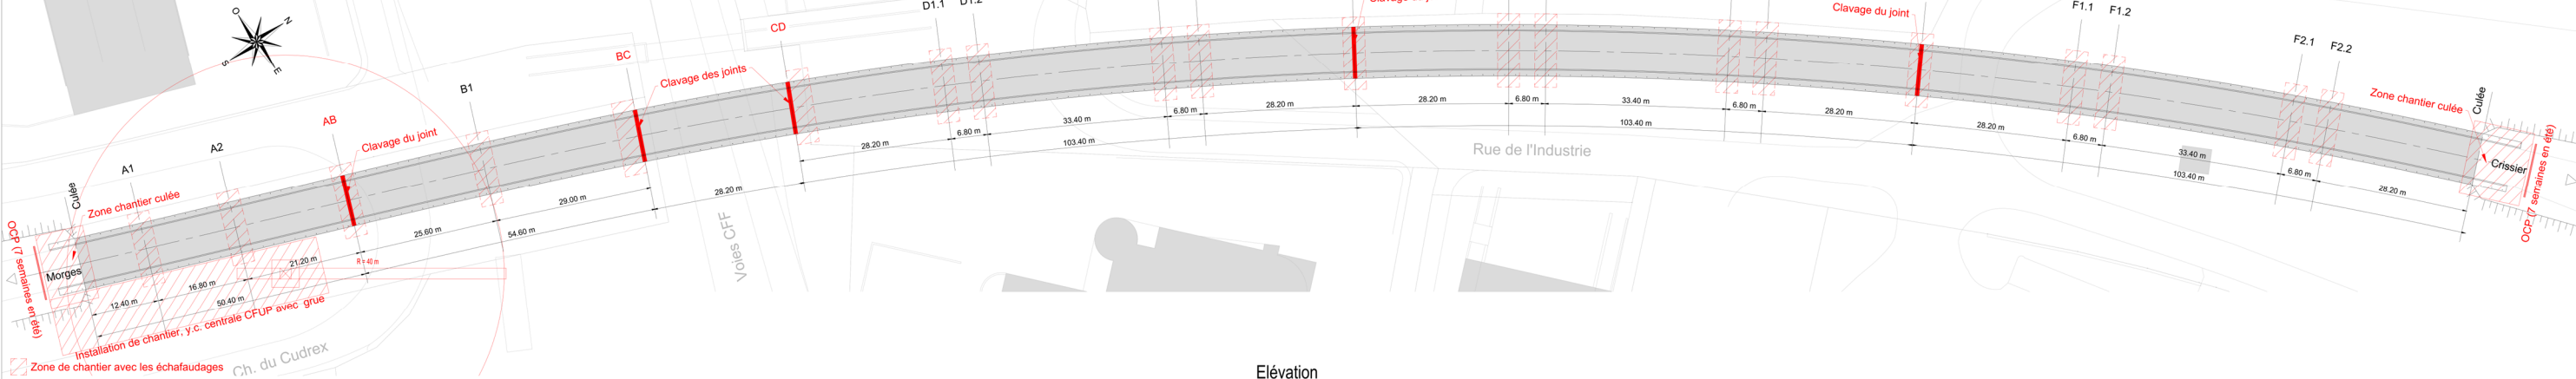 O
N
S
E
Culée
A1
A2
AB
B1
BC
CD
D1.1
D1.2
F1.1
F1.2
F2.1
F2.2
Culée
Zone chantier culée
Clavage du joint
Clavage des joints
Clavage du joint
Zone chantier culée
OCP (7 semaines en été)
Morges
Crissier
OCP (7 semaines en été)
12.40 m
16.80 m
21.20 m
50.40 m
R=40 m
25.60 m
29.00 m
54.60 m
28.20 m
28.20 m
6.80 m
33.40 m
6.80 m
28.20 m
103.40 m
28.20 m
6.80 m
33.40 m
6.80 m
28.20 m
103.40 m
28.20 m
6.80 m
33.40 m
6.80 m
28.20 m
103.40 m
Voies CFF
Rue de l'Industrie
Installation de chantier, y.c. centrale CFUP avec grue
Ch. du Cudrex
Zone de chantier avec les échafaudages
Elévation